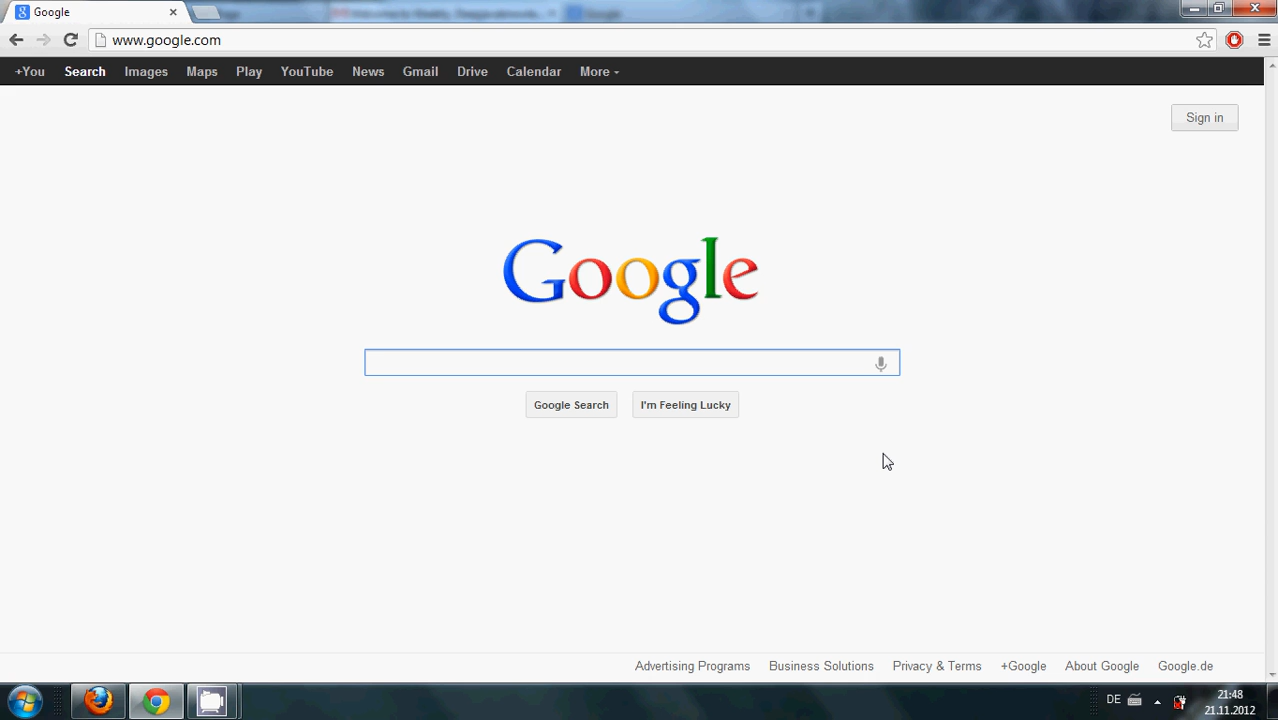 Google
www.google.com
+You Search Images Maps Play YouTube News Gmail Drive Calendar More
Sign in
Google
Google Search I'm Feeling Lucky
Advertising Programs Business Solutions Privacy & Terms +Google About Google Google.de
DE 21:48
21.11.2012